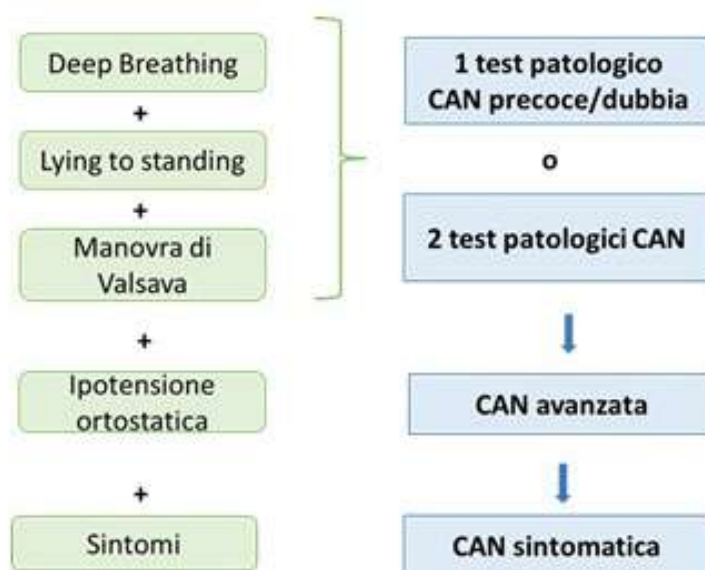 Deep Breathing
+
Lying to standing
+
Manovra di
Valsava
+
Ipotensione
ortostatica
+
Sintomi
1 test patologico
CAN precoce/dubbia
o
2 test patologici CAN
CAN avanzata
CAN sintomatica